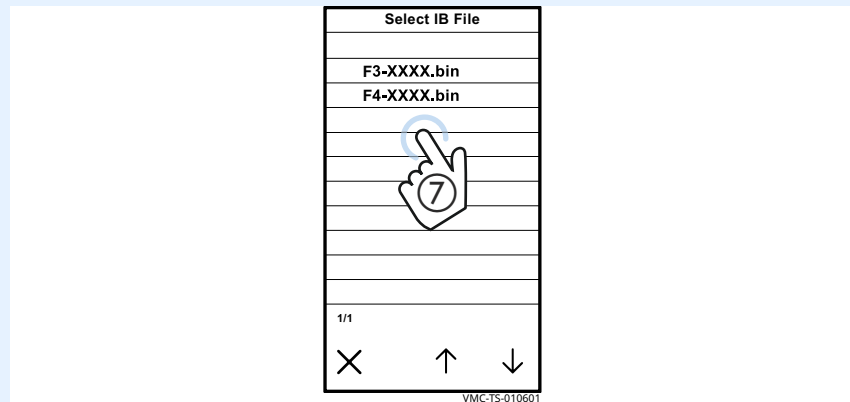 Select IB File
F3-XXXX.bin
F4-XXXX.bin
7
1/1
VMC-TS-010601